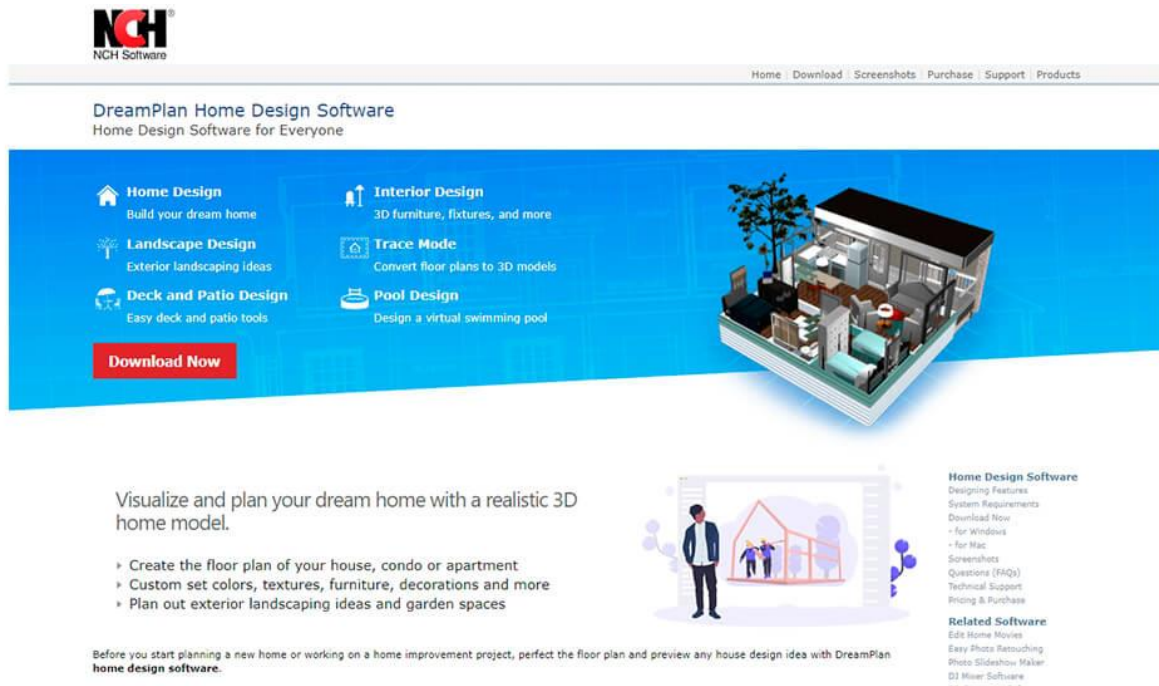 NCH®
NCH Software
Home | Download | Screenshots | Purchase | Support | Products
DreamPlan Home Design Software
Home Design Software for Everyone
Home Design
Build your dream home
Interior Design
3D furniture, fixtures, and more
Landscape Design
Exterior landscaping ideas
Trace Mode
Convert floor plans to 3D models
Deck and Patio Design
Easy deck and patio tools
Pool Design
Design a virtual swimming pool
Download Now
Visualize and plan your dream home with a realistic 3D
home model.
Create the floor plan of your house, condo or apartment
Custom set colors, textures, furniture, decorations and more
Plan out exterior landscaping ideas and garden spaces
Before you start planning a new home or working on a home improvement project, perfect the floor plan and preview any house design idea with DreamPlan
home design software.
Home Design Software
Designing Features
System Requirements
Download Now
- for Windows
- for Mac
Screenshots
Questions (FAQs)
Technical Support
Pricing & Purchase
Related Software
Edit Home Movies
Easy Photo Retouching
Photo Slideshow Maker
DJ Mixer Software